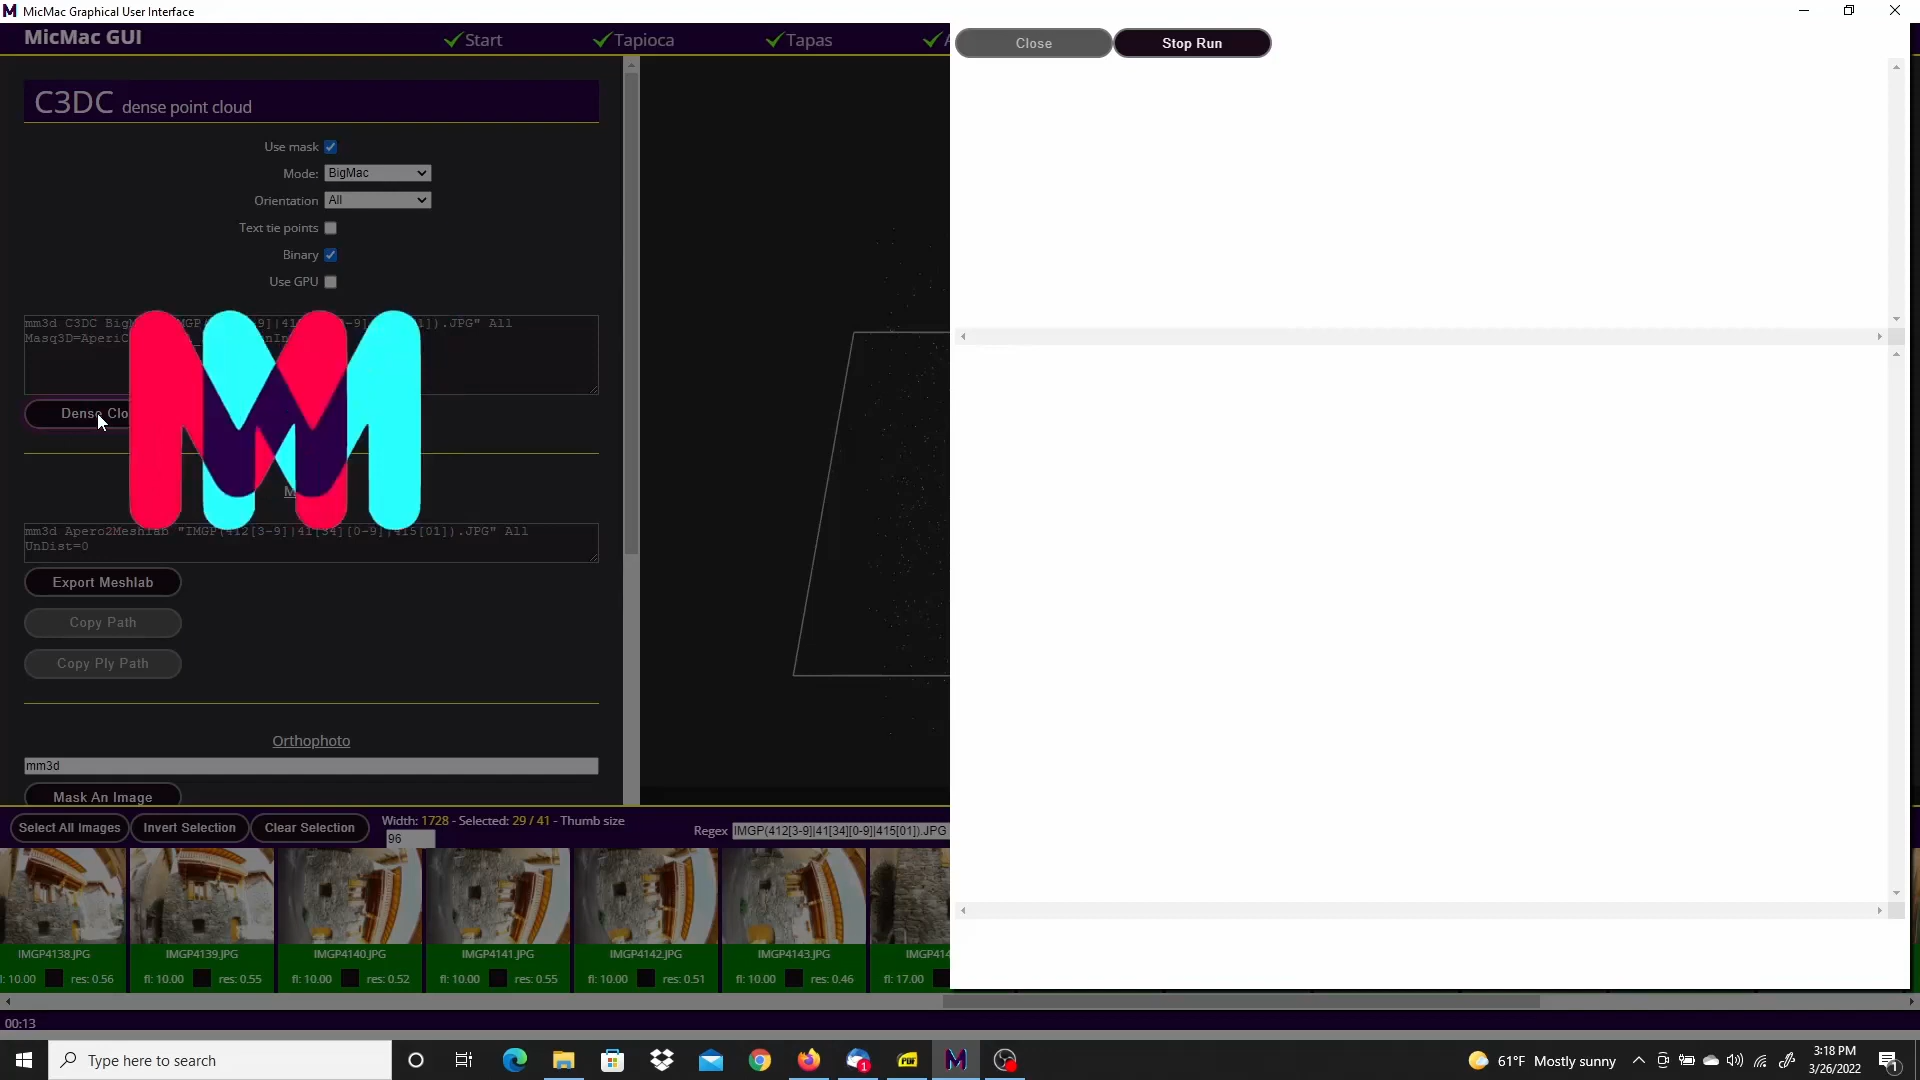 MicMac Graphical User Interface
MicMac GUI
Start
Tapioca
Tapas
Close
Stop Run
C3DC dense point cloud
Use mask
Mode: BigMac
Orientation All
Text tie points
Binary
Use GPU
mm3d C3DC ]).JPG" All
Dense
mm3d Apero2Meshlab "IMGP(412[3-9]|41[34][0-9]|415[01]).JPG" All
UnDist=0
Export Meshlab
Copy Path
Copy Ply Path
Orthophoto
mm3d
Mask An Image
Select All Images
Invert Selection
Clear Selection
Width: 1728 - Selected: 29 / 41 - Thumb size
96
Regex IMGP(412[3-9]|41[34][0-9]|415[01]).JPG
IMGP4138.JPG
IMGP4139.JPG
IMGP4140.JPG
IMGP4141.JPG
IMGP4142.JPG
IMGP4143.JPG
fl: 10.00 res: 0.56
fl: 10.00 res: 0.55
fl: 10.00 res: 0.52
fl: 10.00 res: 0.55
fl: 10.00 res: 0.51
fl: 10.00 res: 0.46
fl: 17.00
00:13
Type here to search
61°F Mostly sunny
3:18 PM
3/26/2022